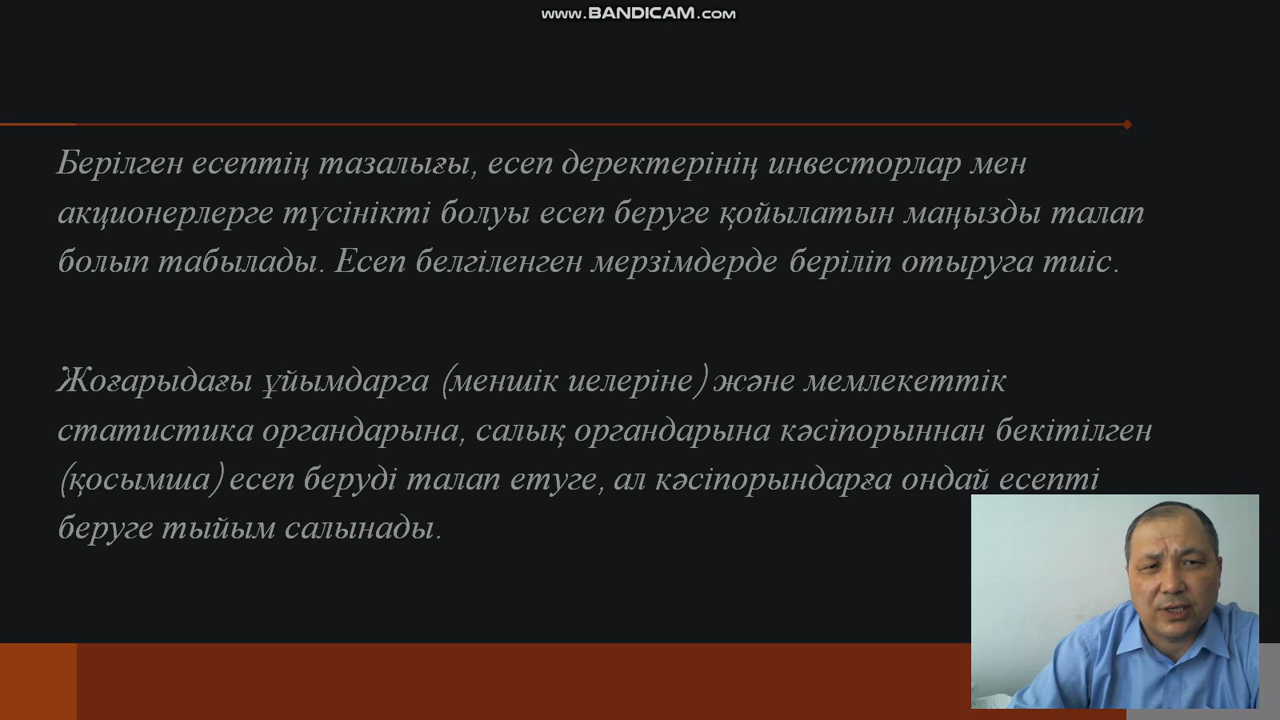 www.BANDICAM.com
Берілген есептің тазалығы, есеп деректерінің инвесторлар мен
акционерлерге түсінікті болуы есеп беруге қойылатын маңызды талап
болып табылады. Есеп белгіленген мерзімдерде беріліп отыруга тиіс.
Жоғарыдағы ұйымдарга (меншік иелеріне) және мемлекеттік
статистика органдарына, салық органдарына кәсіпорыннан бекітілген
(қосымша) есеп беруді талап етуге, ал кәсіпорындарға ондай есепті
беруге тыйым салынады.